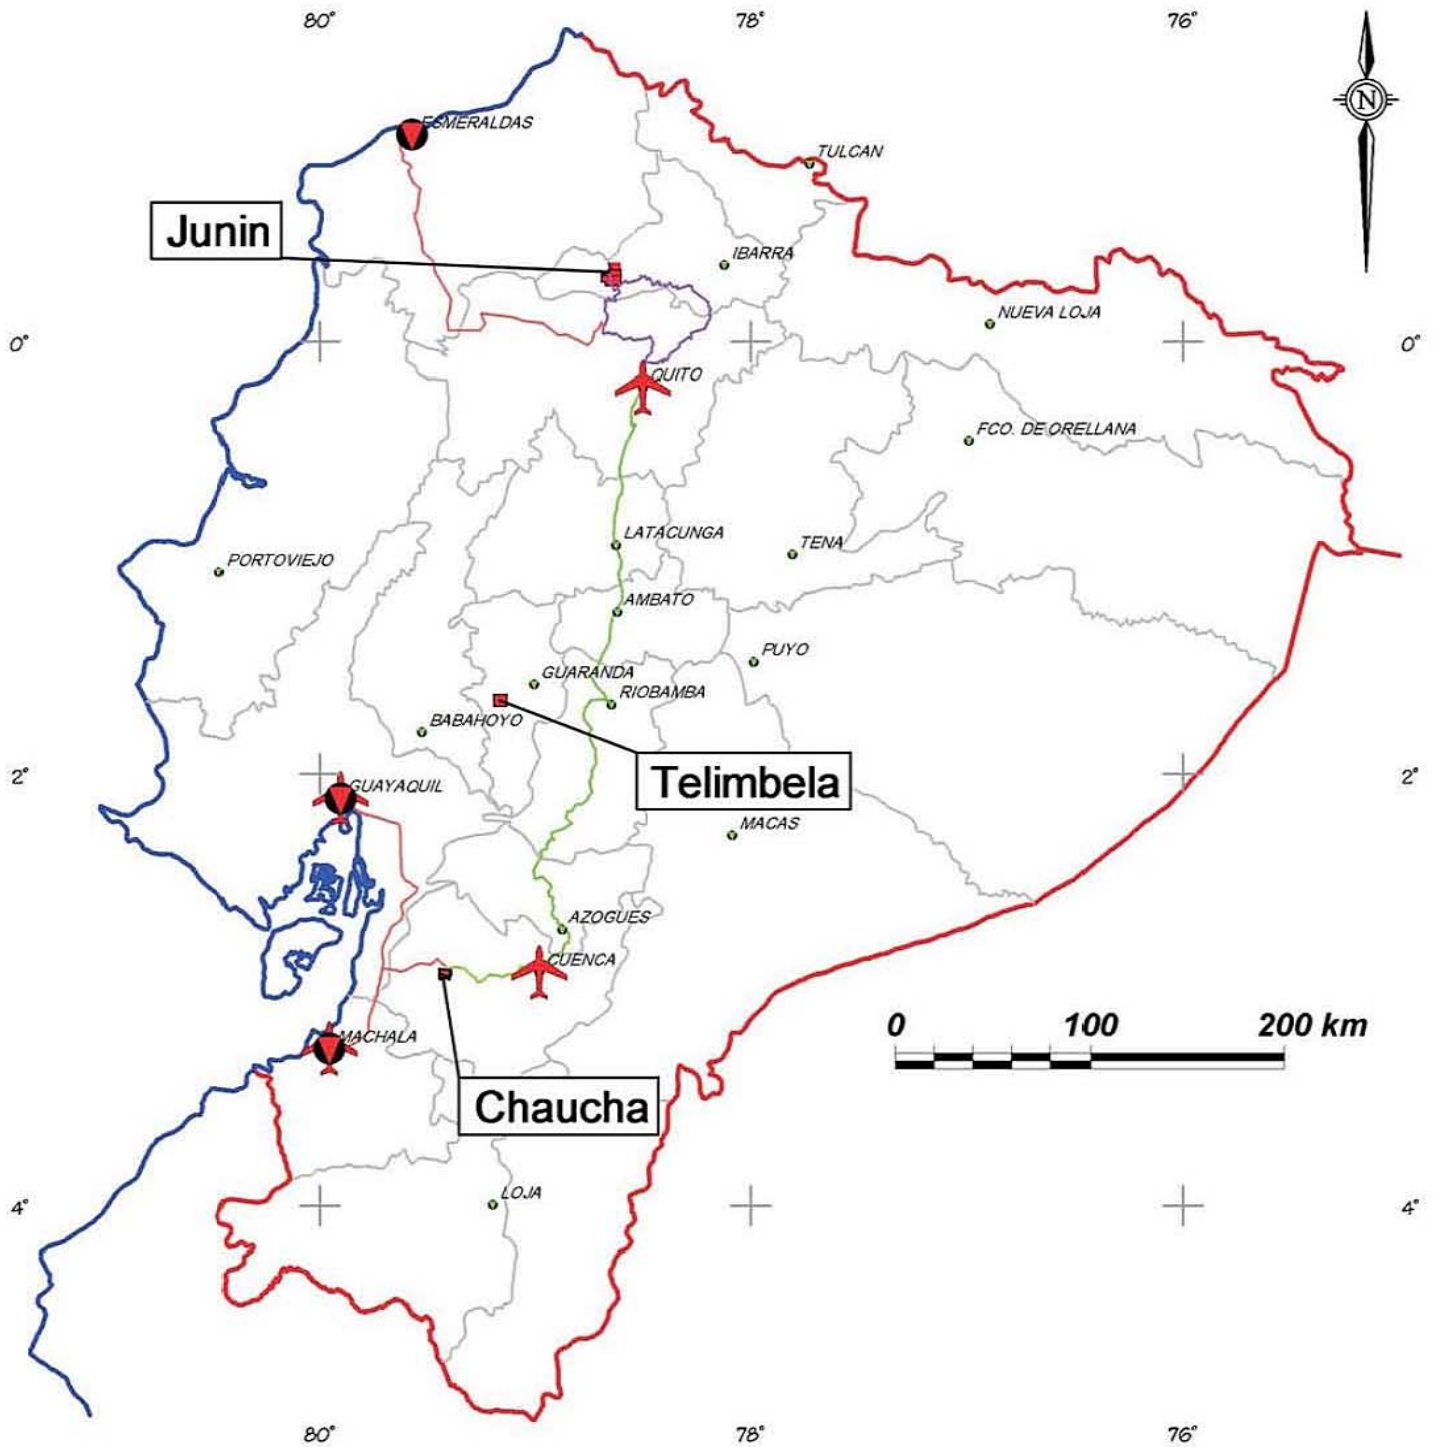 80° 78° 76°
N
ESMERALDAS
TULCAN
Junin
IBARRA
NUEVA LOJA
0° 0°
QUITO
FCO. DE ORELLANA
LATACUNGA
TENA
PORTOVIEJO
AMBATO
PUYO
GUARANDA
RIOBAMBA
BABAHOYO
2° 2°
Telimbela
GUAYAQUIL
MACAS
AZOGUES
CUENCA
0 100 200 km
MACHALA
Chaucha
LOJA
4° 4°
80° 78° 76°